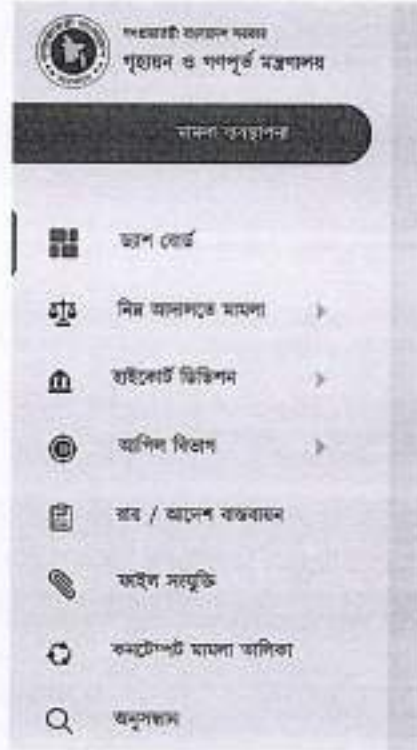 গণপ্রজাতন্ত্রী বাংলাদেশ সরকার
গৃহায়ন ও গণপূর্ত মন্ত্রণালয়
মামলা ব্যবস্থাপনা
ড্যাশ বোর্ড
নিম্ন আদালতে মামলা
হাইকোর্ট ডিভিশন
আপিল বিভাগ
রায় / আদেশ বাস্তবায়ন
ফাইল সংযুক্তি
কনটেম্পট মামলা তালিকা
অনুসন্ধান